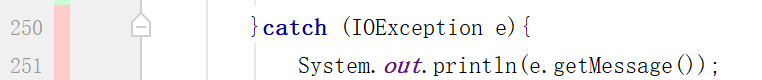 250 }catch (IOException e){
251 System.out.println(e.getMessage());